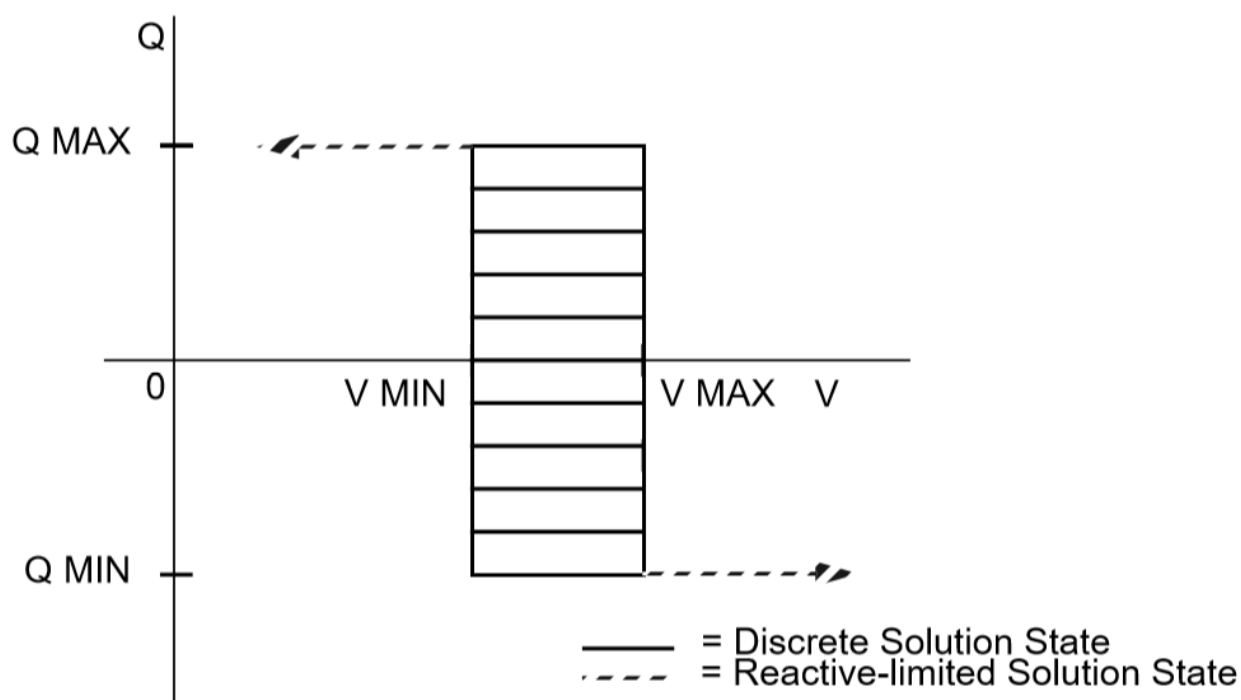 Q
Q MAX
0
V MIN
V MAX
V
Q MIN
= Discrete Solution State
= Reactive-limited Solution State